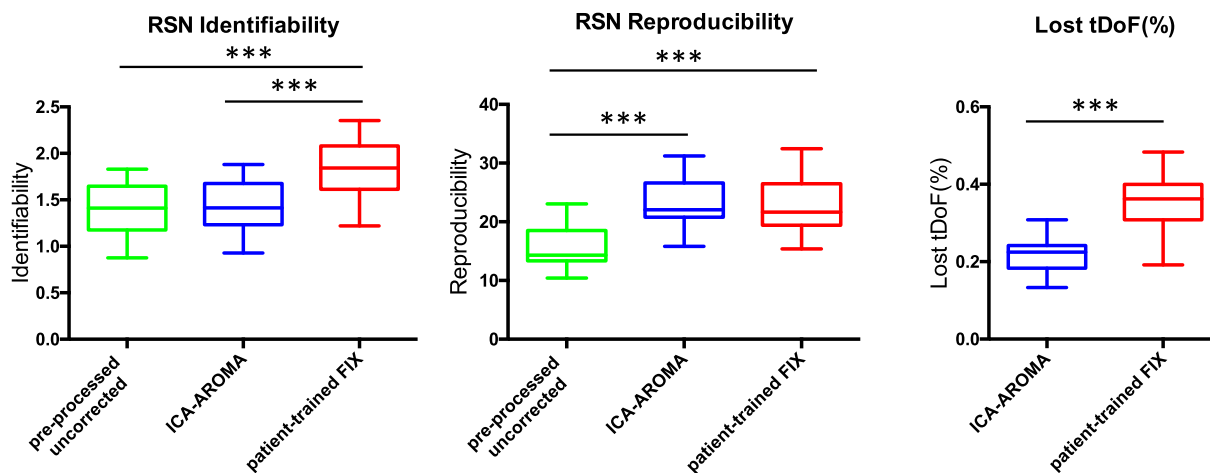 RSN Identifiability
***
***
2.5
2.0
1.5
1.0
0.5
0.0
Identifiability
pre-processed
uncorrected
ICA-AROMA
patient-trained FIX
RSN Reproducibility
***
***
40
30
20
10
0
Reproducibility
pre-processed
uncorrected
ICA-AROMA
patient-trained FIX
Lost tDoF(%)
***
0.6
0.4
0.2
0.0
Lost tDoF(%)
ICA-AROMA
patient-trained FIX